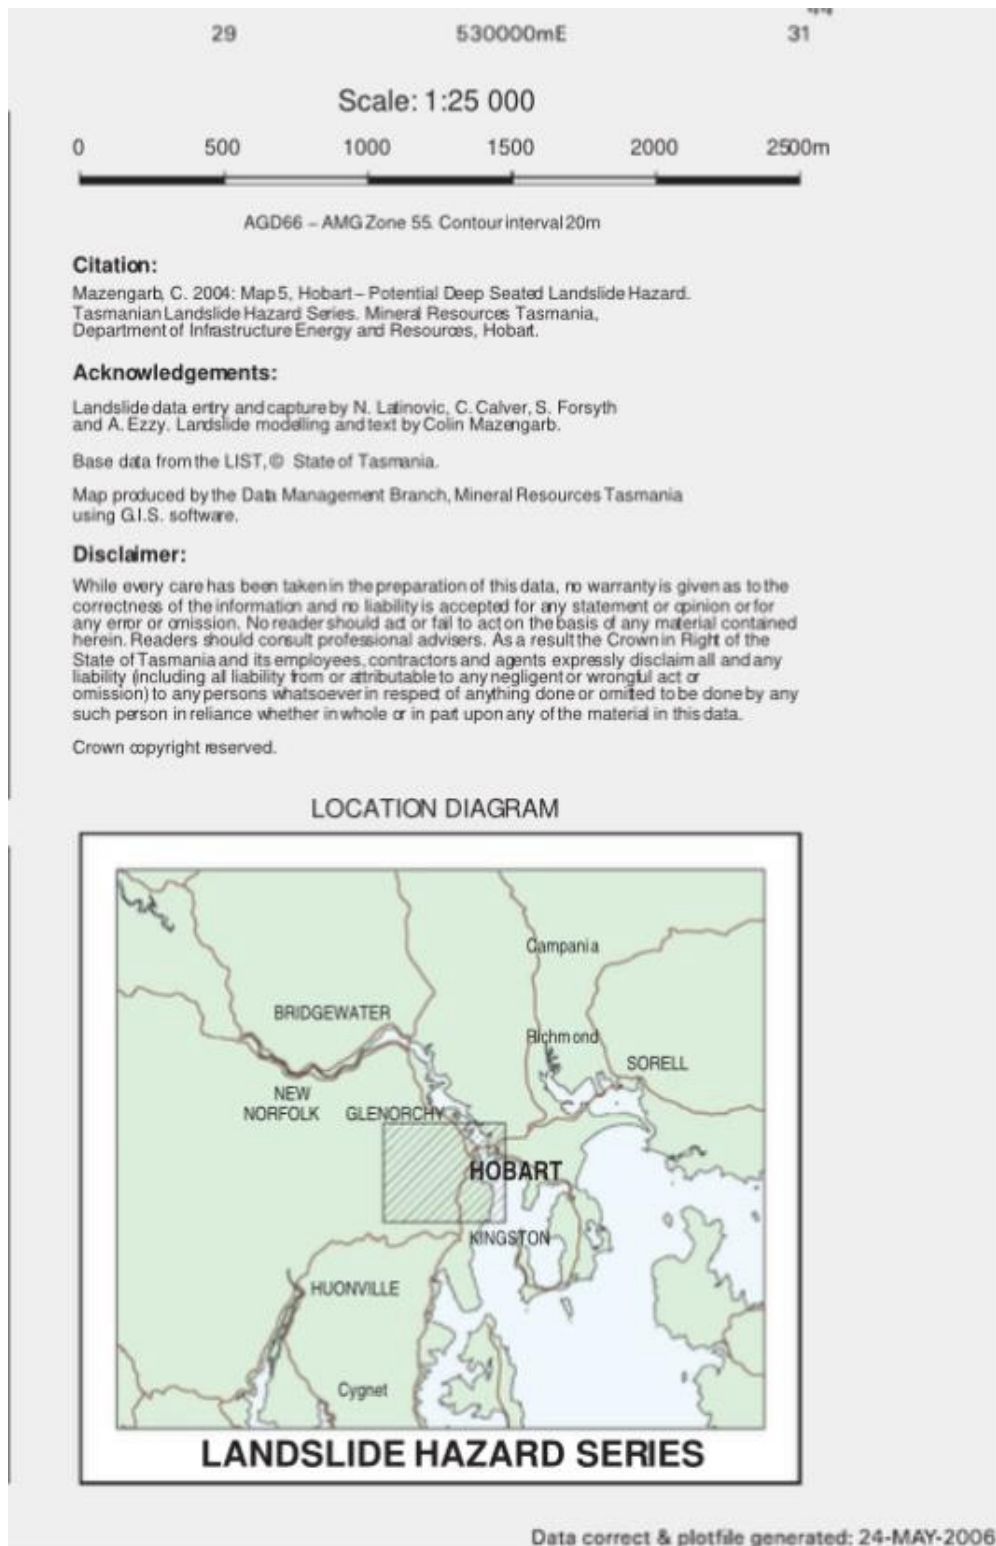 44
29 530000mE 31
Scale: 1:25 000
0 500 1000 1500 2000 2500m
AGD66 – AMG Zone 55. Contour interval 20m
Citation:
Mazengarb, C. 2004: Map 5, Hobart – Potential Deep Seated Landslide Hazard.
Tasmanian Landslide Hazard Series. Mineral Resources Tasmania,
Department of Infrastructure Energy and Resources, Hobart.
Acknowledgements:
Landslide data entry and capture by N. Latinovic, C. Calver, S. Forsyth
and A. Ezzy. Landslide modelling and text by Colin Mazengarb.
Base data from the LIST, © State of Tasmania.
Map produced by the Data Management Branch, Mineral Resources Tasmania
using G.I.S. software.
Disclaimer:
While every care has been taken in the preparation of this data, no warranty is given as to the
correctness of the information and no liability is accepted for any statement or opinion or for
any error or omission. No reader should act or fail to act on the basis of any material contained
herein. Readers should consult professional advisers. As a result the Crown in Right of the
State of Tasmania and its employees, contractors and agents expressly disclaim all and any
liability (including all liability from or attributable to any negligent or wrongful act or
omission) to any persons whatsoever in respect of anything done or omitted to be done by any
such person in reliance whether in whole or in part upon any of the material in this data.
Crown copyright reserved.
LOCATION DIAGRAM
Campania
BRIDGEWATER
Richmond
SORELL
NEW
NORFOLK
GLENORCHY
HOBART
KINGSTON
HUONVILLE
Cygnet
LANDSLIDE HAZARD SERIES
Data correct & plotfile generated: 24-MAY-2006